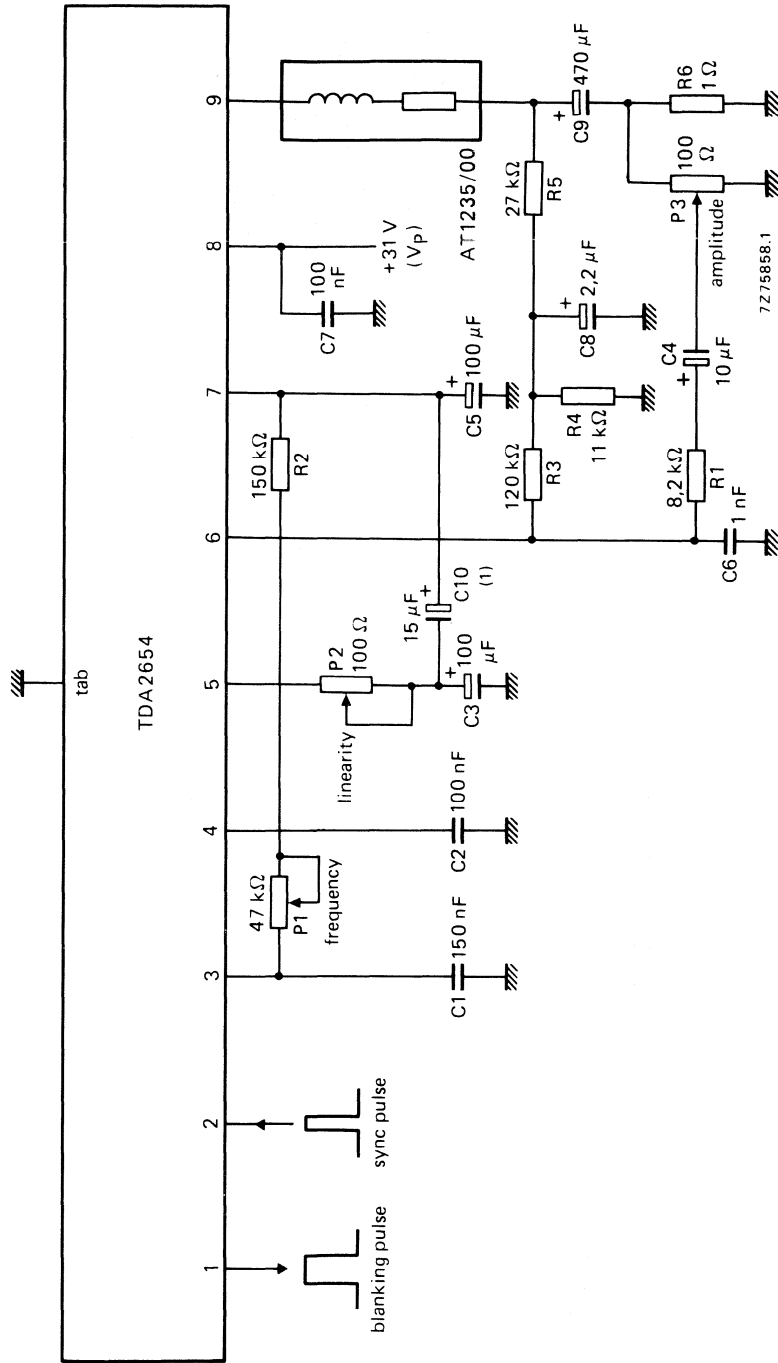 tab
TDA2654
1
2
3
4
5
6
7
8
9
blanking pulse
sync pulse
47 kΩ
P1
frequency
C1
150 nF
C2
100 nF
linearity
P2
100 Ω
+
C3
100
μF
15 μF
+
C10
(1)
150 kΩ
R2
+
C5
100 μF
100
nF
C7
+31 V
(VP)
AT1235/00
120 kΩ
R3
R4
11 kΩ
+
C8
2,2 μF
27 kΩ
R5
+
C9
470 μF
8,2 kΩ
R1
C6
1 nF
C4
+
10 μF
P3
100
Ω
amplitude
R6
1 Ω
7Z75858.1